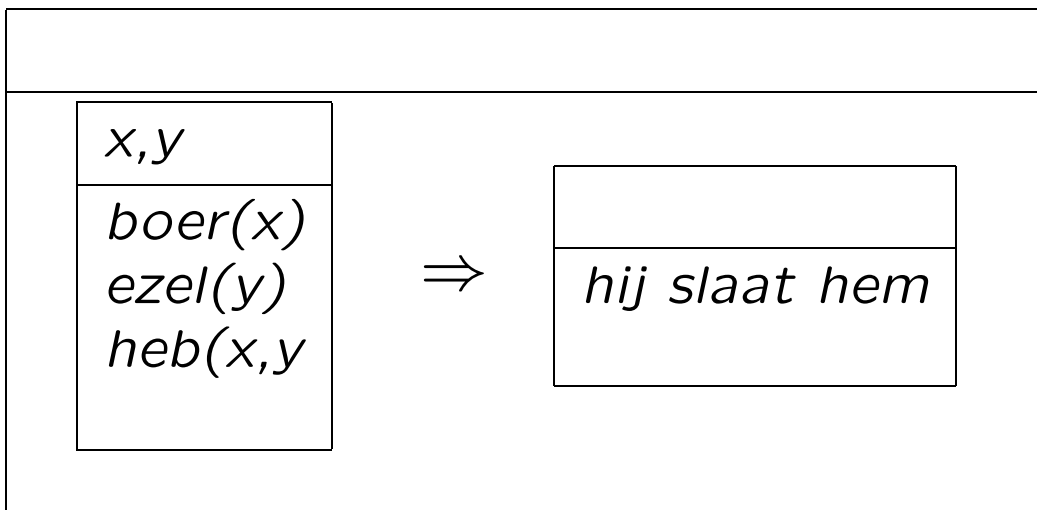 x,y
boer(x)
ezel(y)
heb(x,y
⇒
hij slaat hem